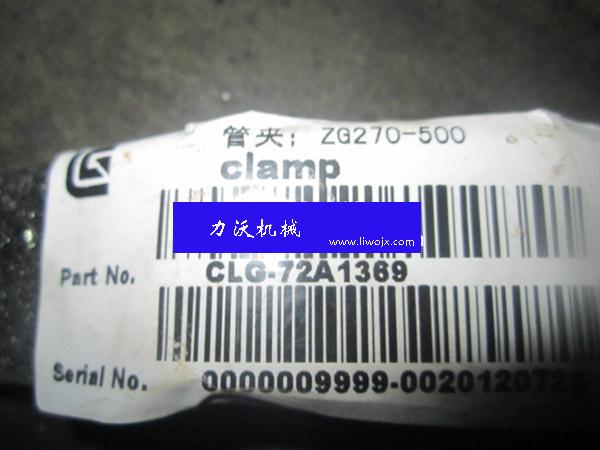 管夹; ZG270-500
clamp
力沃机械
www.liwojx.com
Part No. CLG-72A1369
Serial No. 0000009999-0020120723